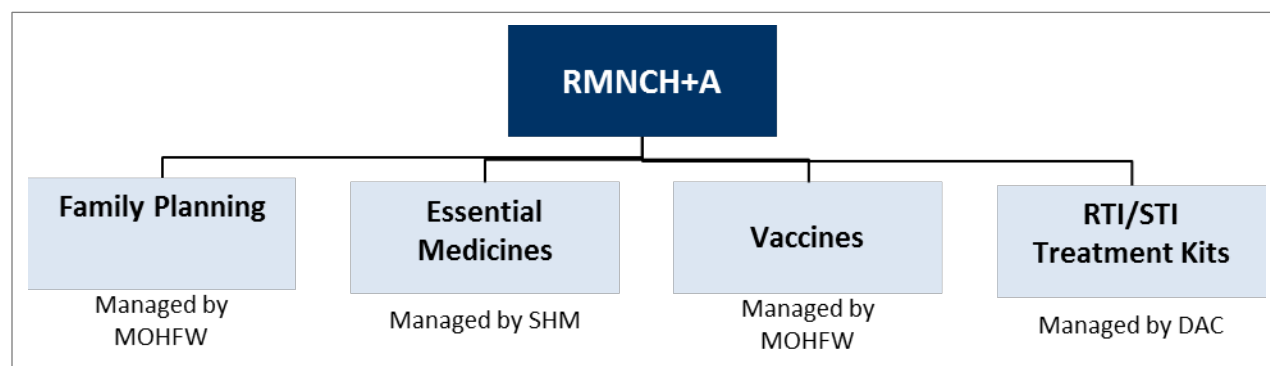 RMNCH+A
Family Planning
Essential
Medicines
Vaccines
RTI/STI
Treatment Kits
Managed by
MOHFW
Managed by SHM
Managed by
MOHFW
Managed by DAC